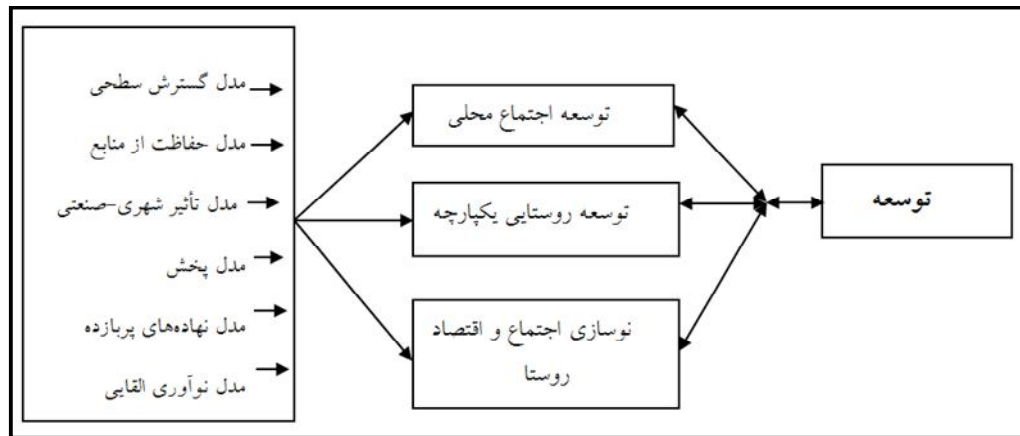 مدل گسترش سطحی
مدل حفاظت از منابع
مدل تأثیر شهری-صنعتی
مدل پخش
مدل نهاده‌های پربازده
مدل نوآوری القایی
توسعه اجتماع محلی
توسعه روستایی یکپارچه
نوسازی اجتماع و اقتصاد
روستا
توسعه